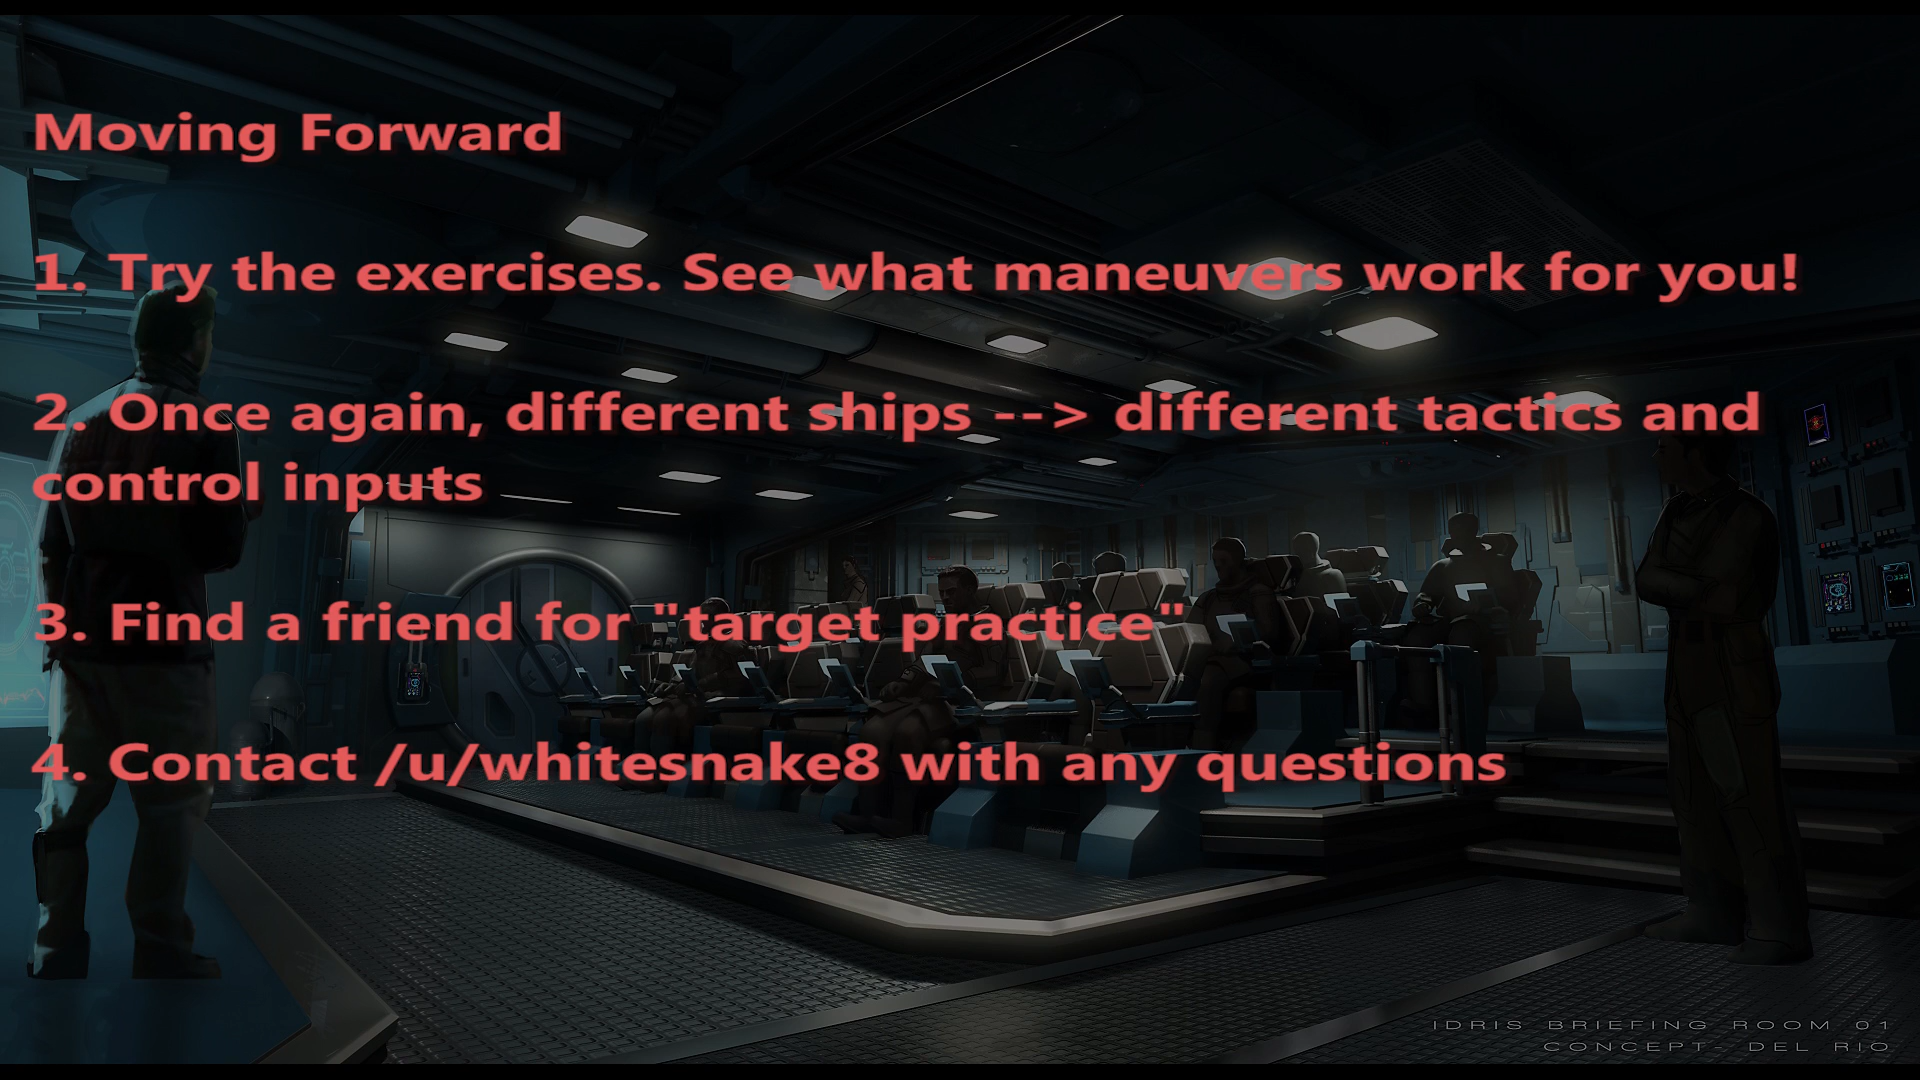 Moving Forward
1. Try the exercises. See what maneuvers work for you!
2. Once again, different ships --> different tactics and
control inputs
3. Find a friend for "target practice"
4. Contact /u/whitesnake8 with any questions
IDRIS BRIEFING ROOM 01
CONCEPT- DEL RIO